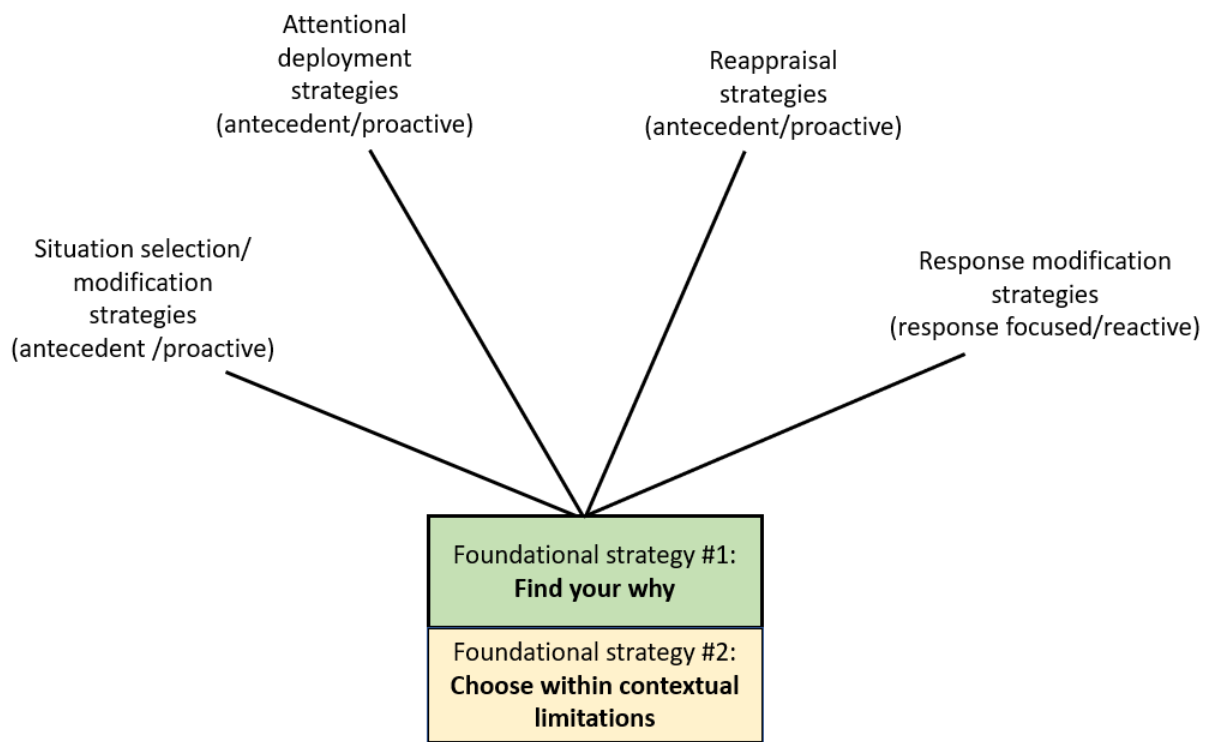 Attentional
deployment
strategies
(antecedent/proactive)
Reappraisal
strategies
(antecedent/proactive)
Situation selection/
modification
strategies
(antecedent /proactive)
Response modification
strategies
(response focused/reactive)
Foundational strategy #1:
Find your why
Foundational strategy #2:
Choose within contextual
limitations